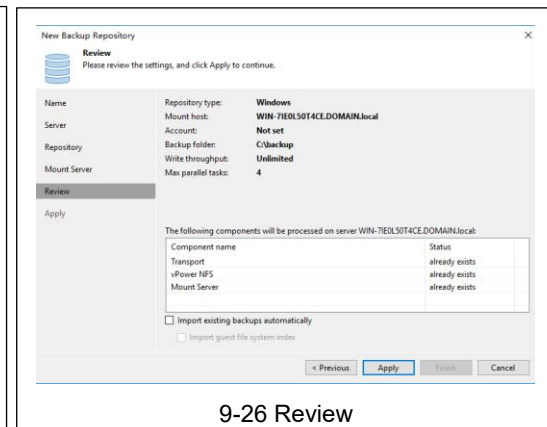 New Backup Repository
Review
Please review the settings, and click Apply to continue.
Name
Server
Repository
Mount Server
Review
Apply
Repository type: Windows
Mount host: WIN-7IE0L50T4CE.DOMAIN.local
Account: Not set
Backup folder: C:\backup
Write throughput: Unlimited
Max parallel tasks: 4
The following components will be processed on server WIN-7IE0L50T4CE.DOMAIN.local:
Component name Status
Transport already exists
vPower NFS already exists
Mount Server already exists
Import existing backups automatically
Import guest file system index
< Previous Apply Finish Cancel
9-26 Review